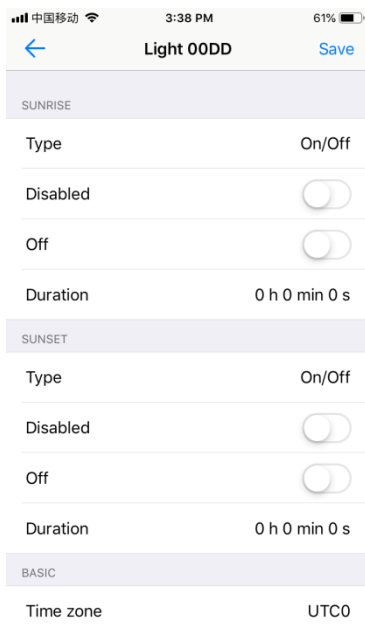 中国移动 3:38 PM 61%
Light 00DD Save
SUNRISE
Type On/Off
Disabled
Off
Duration 0 h 0 min 0 s
SUNSET
Type On/Off
Disabled
Off
Duration 0 h 0 min 0 s
BASIC
Time zone UTC0